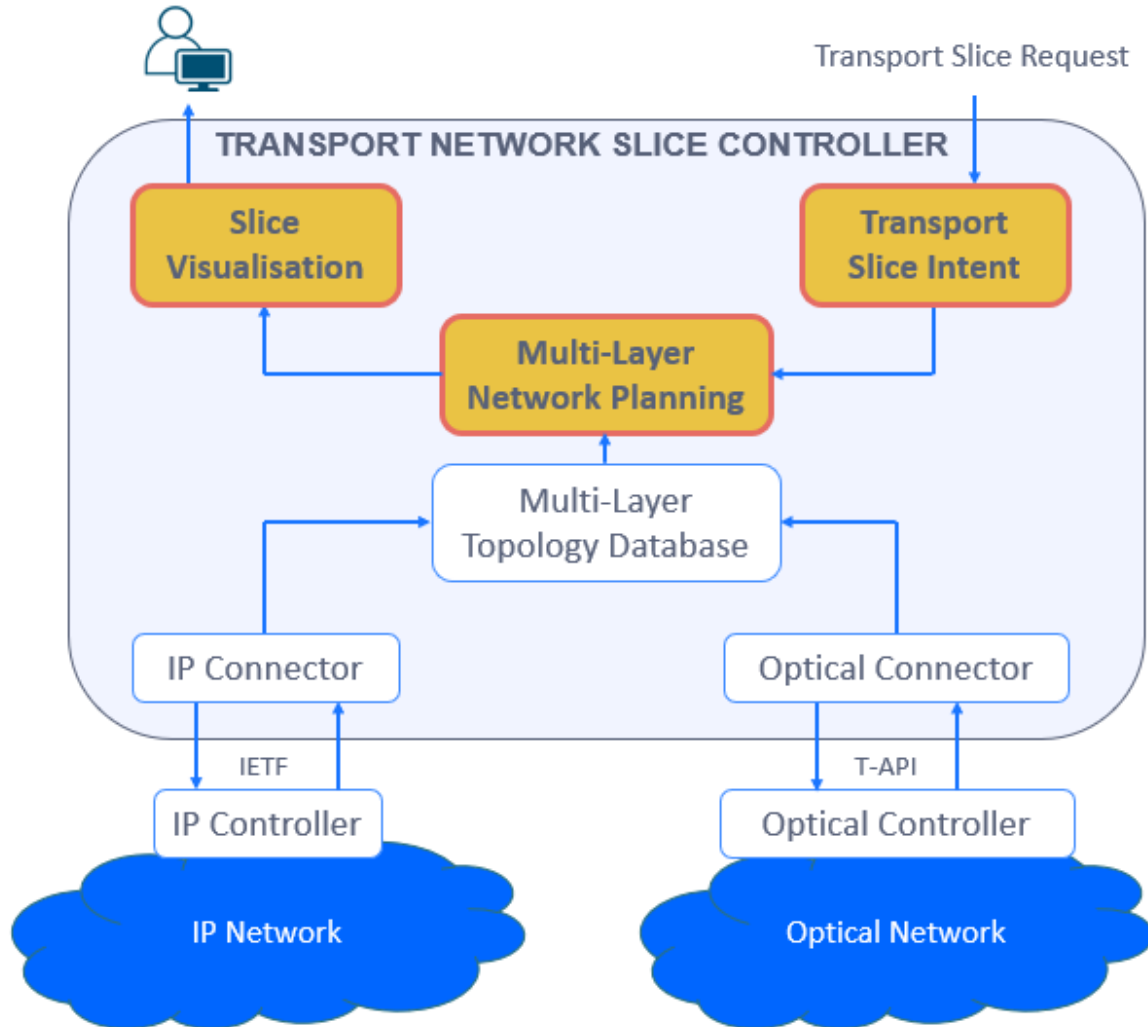 Transport Slice Request
TRANSPORT NETWORK SLICE CONTROLLER
Slice
Visualisation
Transport
Slice Intent
Multi-Layer
Network Planning
Multi-Layer
Topology Database
IP Connector
Optical Connector
IETF
T-API
IP Controller
Optical Controller
IP Network
Optical Network